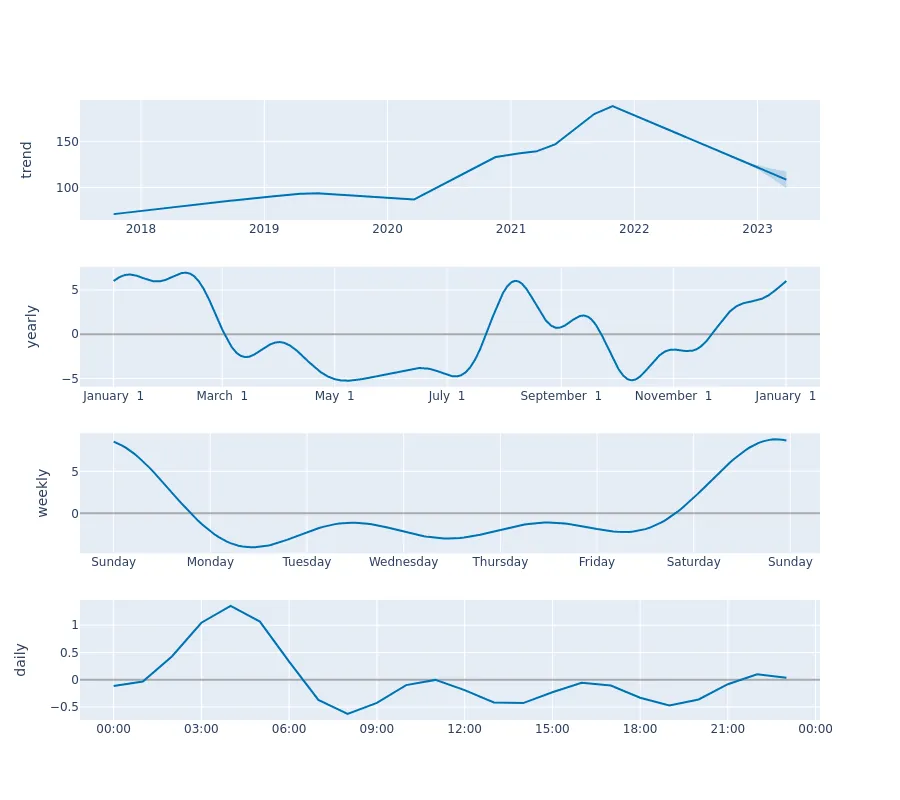 trend
150
100
2018 2019 2020 2021 2022 2023
yearly
5
0
−5
January 1 March 1 May 1 July 1 September 1 November 1 January 1
weekly
5
0
Sunday Monday Tuesday Wednesday Thursday Friday Saturday Sunday
daily
1
0.5
0
−0.5
00:00 03:00 06:00 09:00 12:00 15:00 18:00 21:00 00:00